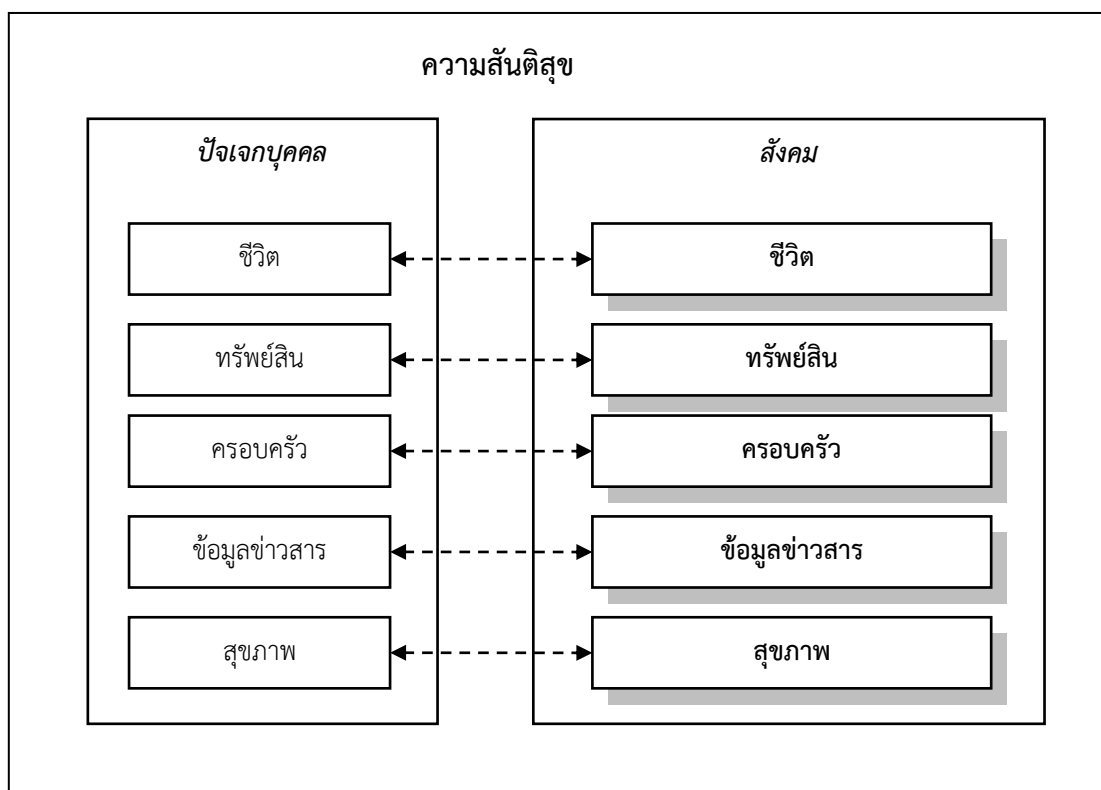 ความสันติสุข
ปัจเจกบุคคล
ชีวิต
ทรัพย์สิน
ครอบครัว
ข้อมูลข่าวสาร
สุขภาพ
สังคม
ชีวิต
ทรัพย์สิน
ครอบครัว
ข้อมูลข่าวสาร
สุขภาพ